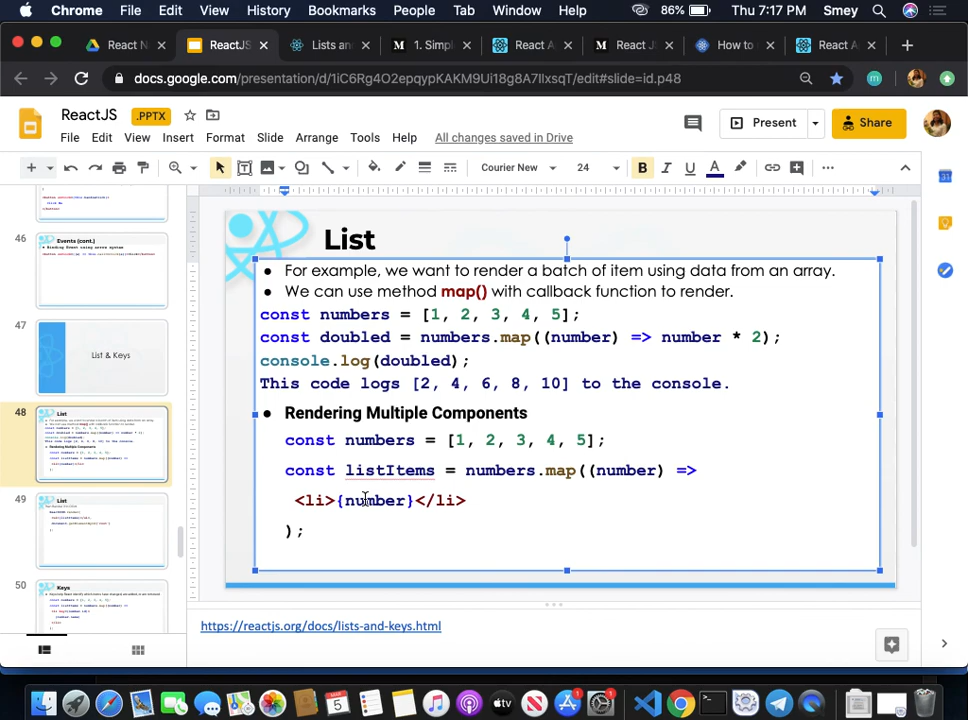 Chrome File Edit View History Bookmarks People Tab Window Help 86% Thu 7:17 PM Smey
React N
ReactJS
Lists an
1. Simp
React A
React J
How to
React A
docs.google.com/presentation/d/1iC6Rg4O2epqypKAKM9Ui18g8A7IlxsqT/edit#slide=id.p48
ReactJS .PPTX
File Edit View Insert Format Slide Arrange Tools Help All changes saved in Drive
Present
Share
Courier New 24
B I U A
46
Events (cont.)
47
List & Keys
48
List
49
List
50
Keys
List
● For example, we want to render a batch of item using data from an array.
● We can use method map() with callback function to render.
const numbers = [1, 2, 3, 4, 5];
const doubled = numbers.map((number) => number * 2);
console.log(doubled);
This code logs [2, 4, 6, 8, 10] to the console.
● Rendering Multiple Components
const numbers = [1, 2, 3, 4, 5];
const listItems = numbers.map((number) =>
<li>{number}</li>
);
https://reactjs.org/docs/lists-and-keys.html